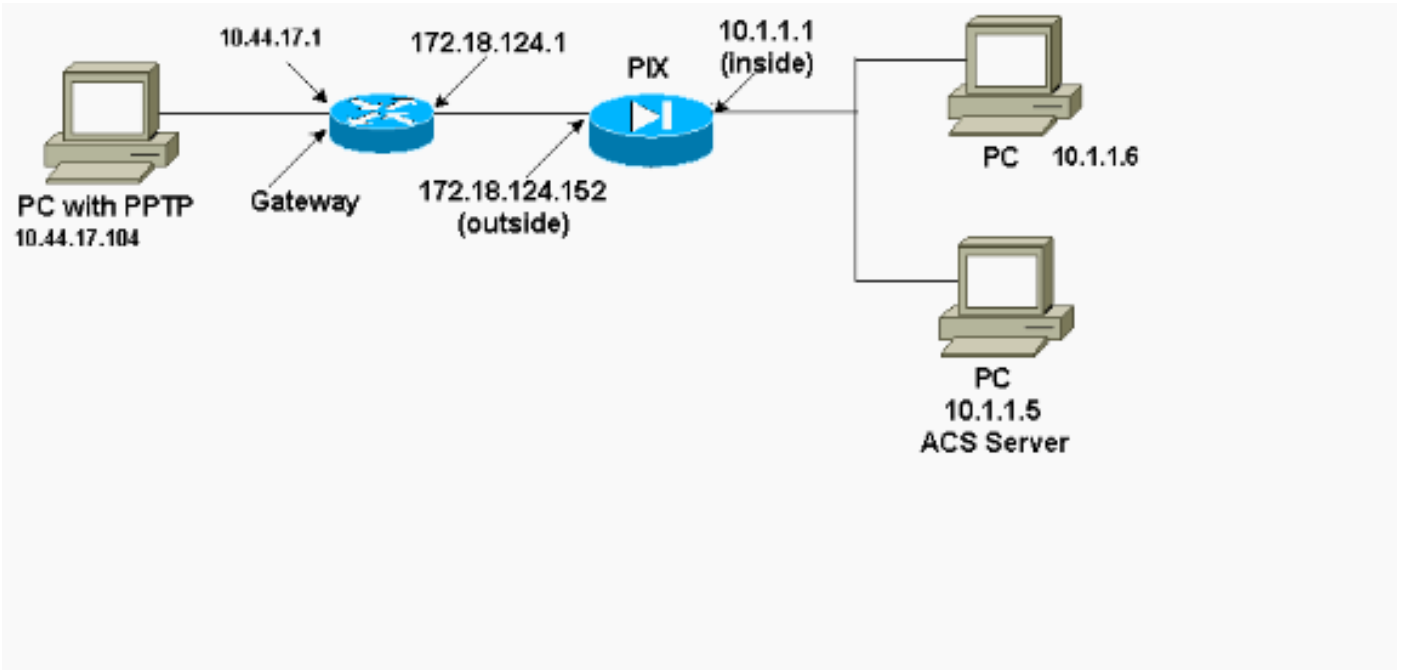 10.44.17.1
172.18.124.1
PIX
10.1.1.1
(inside)
PC 10.1.1.6
PC with PPTP
10.44.17.104
Gateway
172.18.124.152
(outside)
PC
10.1.1.5
ACS Server